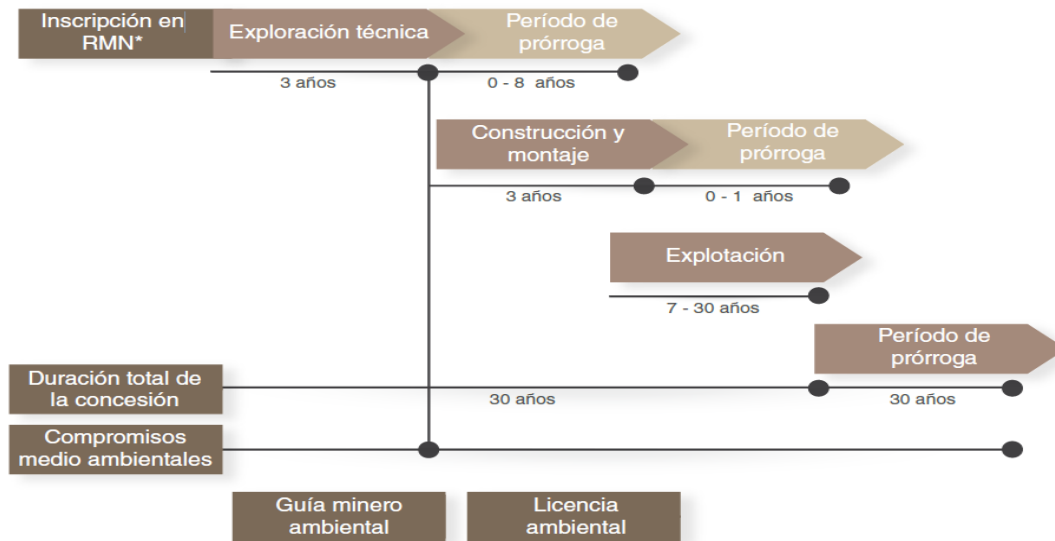 Inscripción en
RMN*
Exploración técnica
Período de
prórroga
3 años
0 - 8 años
Construcción y
montaje
Período de
prórroga
3 años
0 - 1 años
Explotación
7 - 30 años
Período de
prórroga
Duración total de
la concesión
30 años
30 años
Compromisos
medio ambientales
Guía minero
ambiental
Licencia
ambiental